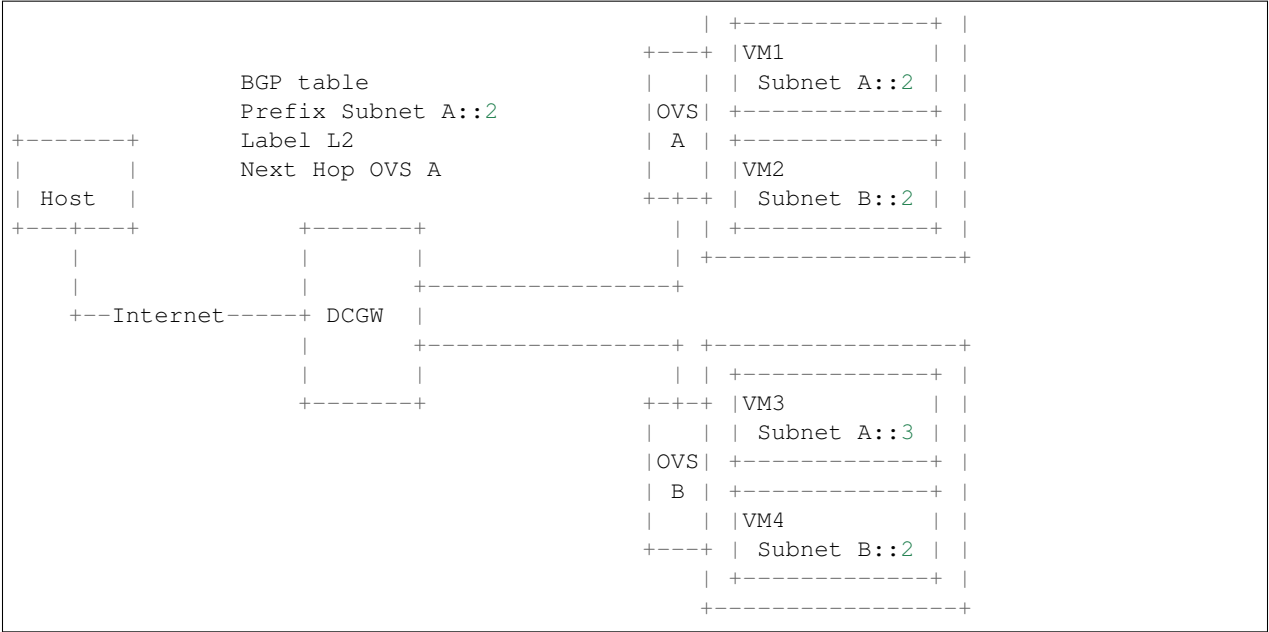 | +-------------+ |
                                            +---+ |VM1          | |
                BGP table                   |   | | Subnet A::2 | |
                Prefix Subnet A::2          |OVS| +-------------+ |
+-------+       Label L2                    | A | +-------------+ |
|       |       Next Hop OVS A              |   | |VM2          | |
| Host  |                                   +-+-+ | Subnet B::2 | |
+---+---+           +-------+                 | | +-------------+ |
    |               |       |                 | +-----------------+
    |               |       +-----------------+
    +--Internet-----+ DCGW  |
                    |       +-----------------+ +-----------------+
                    |       |                 | | +-------------+ |
                    +-------+               +-+-+ |VM3          | |
                                            |   | | Subnet A::3 | |
                                            |OVS| +-------------+ |
                                            | B | +-------------+ |
                                            |   | |VM4          | |
                                            +---+ | Subnet B::2 | |
                                                | +-------------+ |
                                                +-----------------+